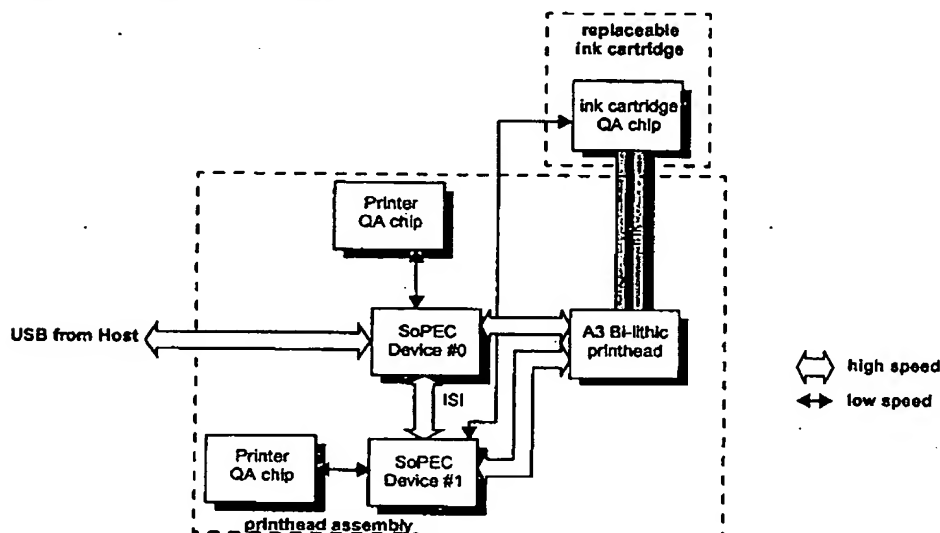 replaceable
ink cartridge
ink cartridge
QA chip
Printer
QA chip
USB from Host
SoPEC
Device #0
A3 Bi-lithic
printhead
high speed
low speed
ISI
Printer
QA chip
SoPEC
Device #1
printhead assembly